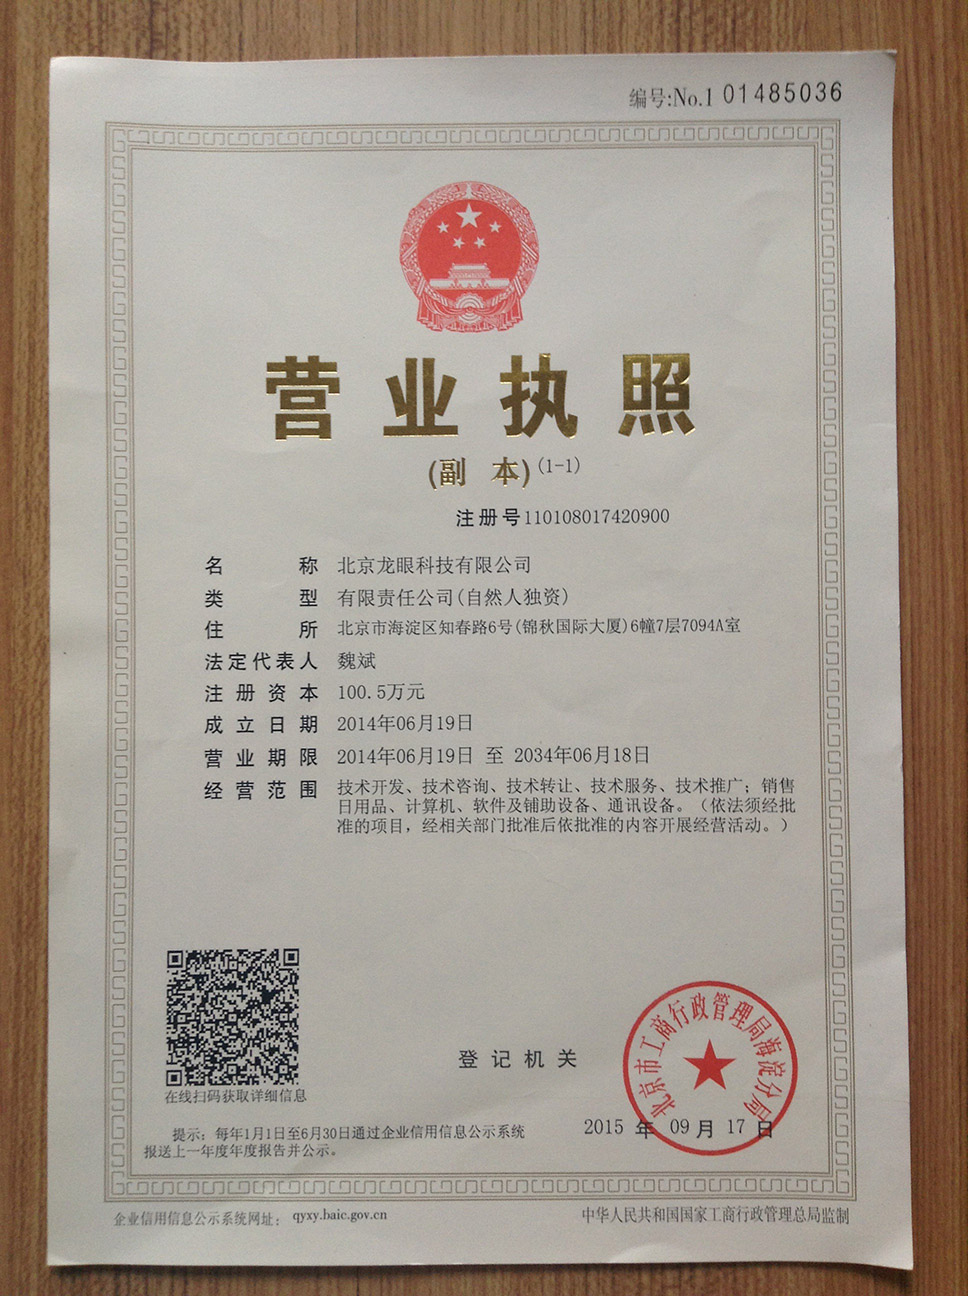 编号:No.1 01485036
营业执照
(副 本)(1-1)
注册号110108017420900
名 称 北京龙眼科技有限公司
类 型 有限责任公司(自然人独资)
住 所 北京市海淀区知春路6号(锦秋国际大厦)6幢7层7094A室
法定代表人 魏斌
注册资本 100.5万元
成立日期 2014年06月19日
营业期限 2014年06月19日 至 2034年06月18日
经营范围 技术开发、技术咨询、技术转让、技术服务、技术推广；销售
日用品、计算机、软件及辅助设备、通讯设备。（依法须经批
准的项目，经相关部门批准后依批准的内容开展经营活动。）
在线扫码获取详细信息
登记机关
北京市工商行政管理局海淀分局
2015 年 09 月 17 日
提示：每年1月1日至6月30日通过企业信用信息公示系统
报送上一年度年度报告并公示。
企业信用信息公示系统网址： qyxy.baic.gov.cn
中华人民共和国国家工商行政管理总局监制